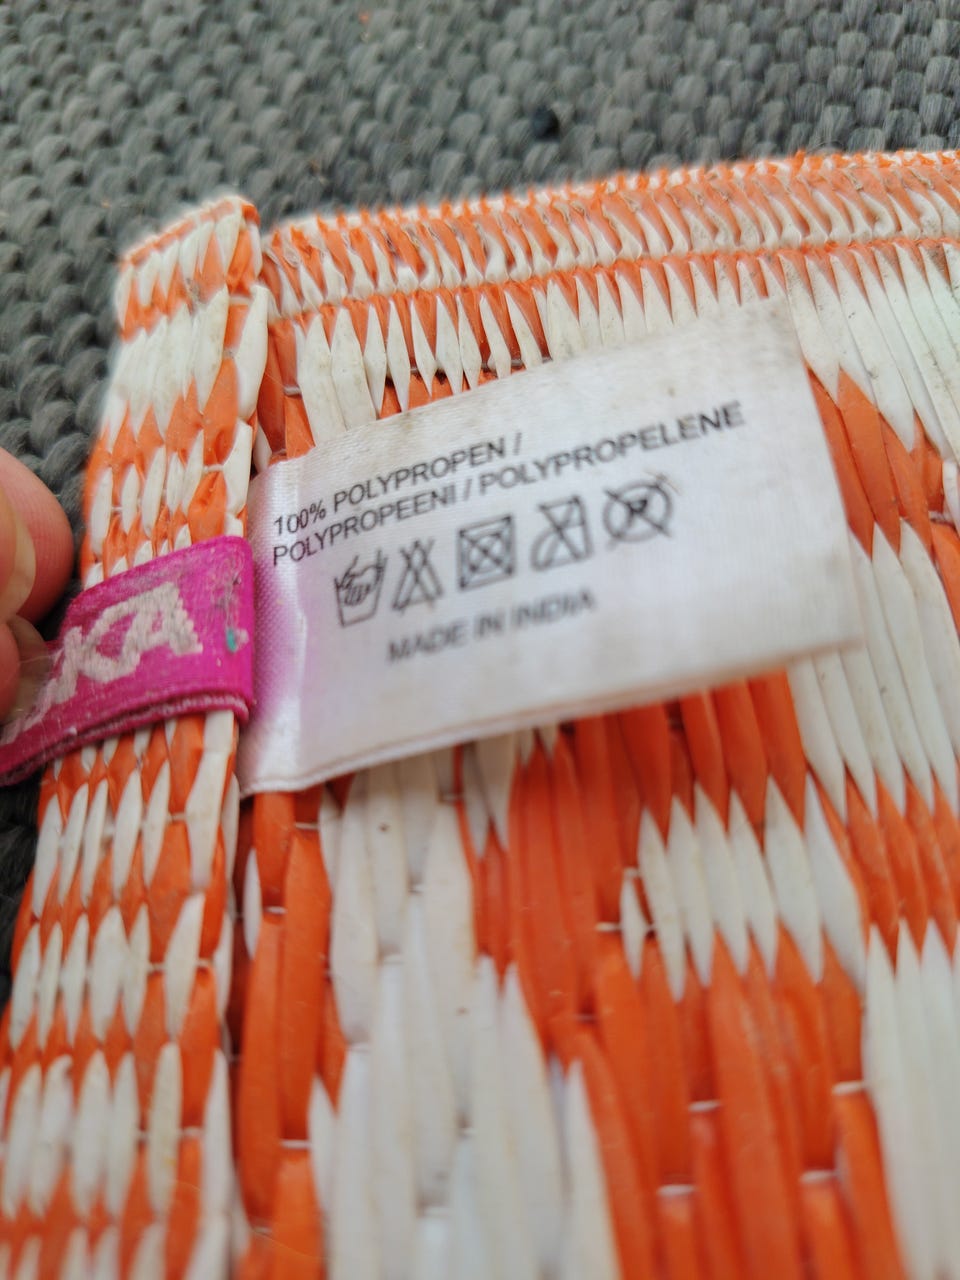 100% POLYPROPEN /
POLYPROPEENI / POLYPROPELENE
MADE IN INDIA